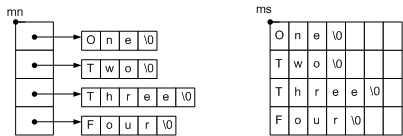 mn
O n e \0
T w o \0
T h r e e \0
F o u r \0
ms
O n e \0
T w o \0
T h r e e \0
F o u r \0